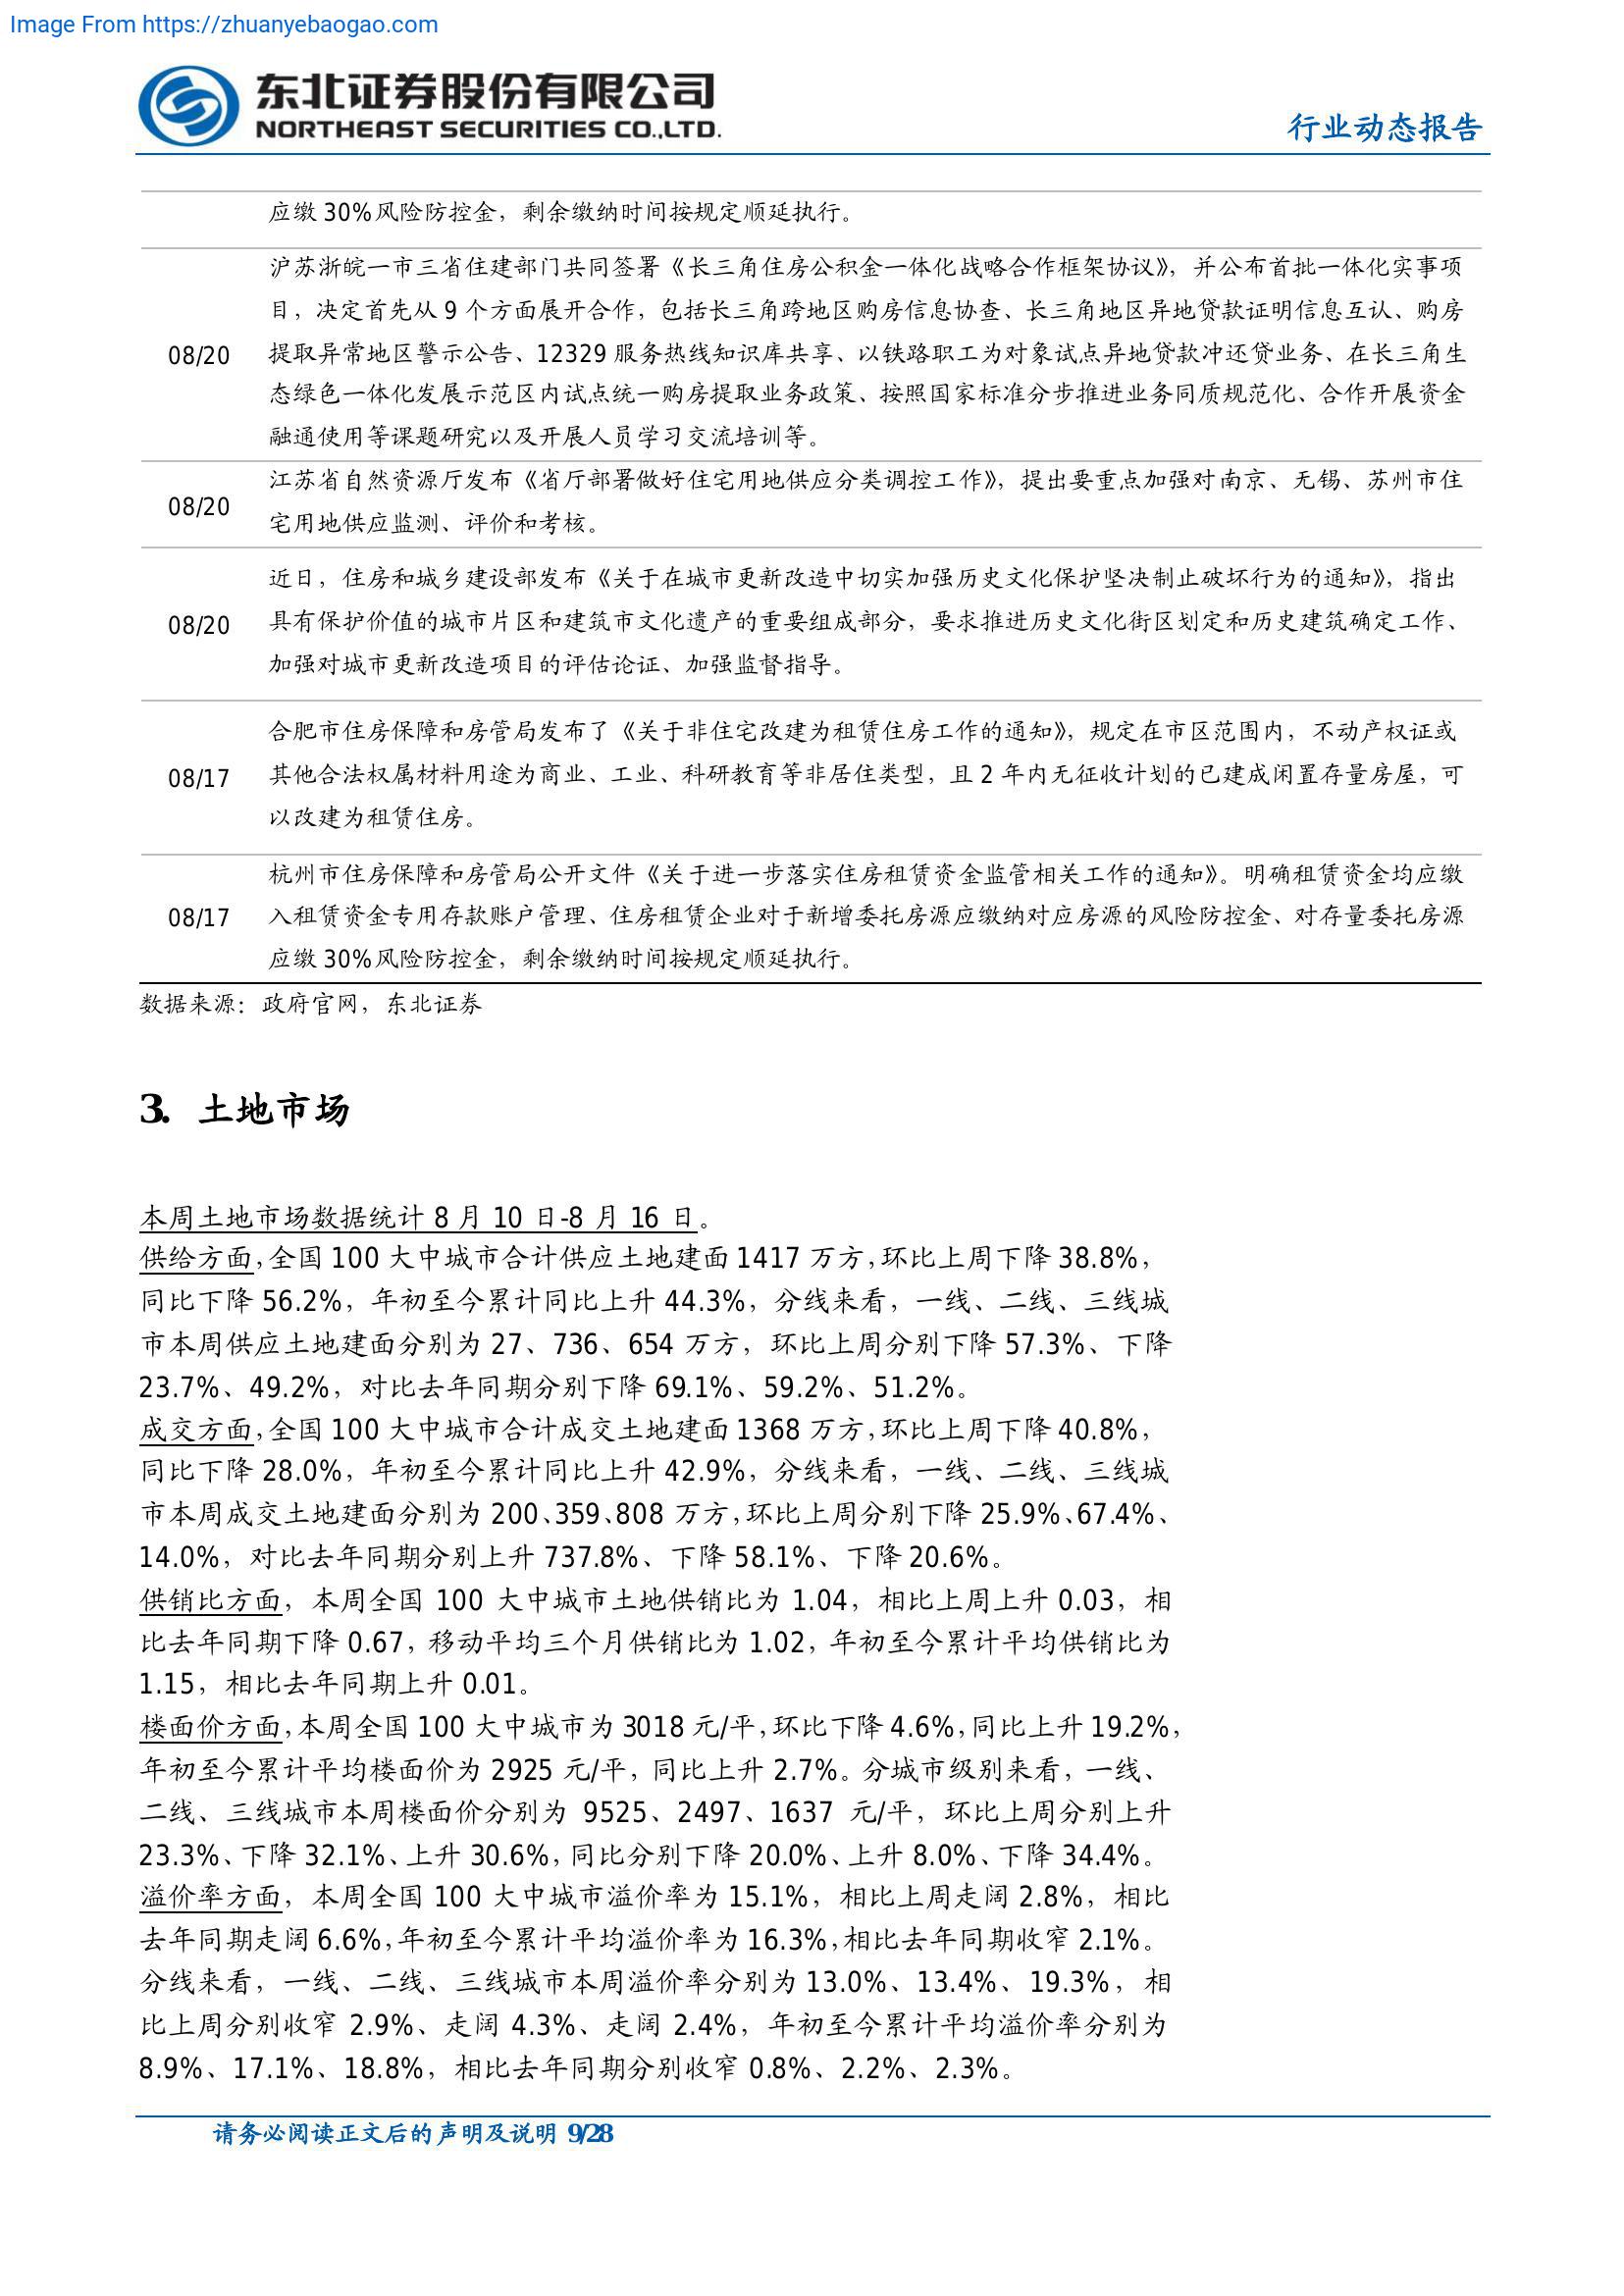 Image From https://zhuanyebaogao.com
东北证券股份有限公司
NORTHEAST SECURITIES CO.,LTD.
行业动态报告
应缴 30%风险防控金，剩余缴纳时间按规定顺延执行。
沪苏浙皖一市三省住建部门共同签署《长三角住房公积金一体化战略合作框架协议》，并公布首批一体化实事项
目，决定首先从 9 个方面展开合作，包括长三角跨地区购房信息协查、长三角地区异地贷款证明信息互认、购房
08/20 提取异常地区警示公告、12329 服务热线知识库共享、以铁路职工为对象试点异地贷款冲还贷业务、在长三角生
态绿色一体化发展示范区内试点统一购房提取业务政策、按照国家标准分步推进业务同质规范化、合作开展资金
融通使用等课题研究以及开展人员学习交流培训等。
08/20
江苏省自然资源厅发布《省厅部署做好住宅用地供应分类调控工作》，提出要重点加强对南京、无锡、苏州市住
宅用地供应监测、评价和考核。
近日，住房和城乡建设部发布《关于在城市更新改造中切实加强历史文化保护坚决制止破坏行为的通知》，指出
08/20 具有保护价值的城市片区和建筑市文化遗产的重要组成部分，要求推进历史文化街区划定和历史建筑确定工作、
加强对城市更新改造项目的评估论证、加强监督指导。
合肥市住房保障和房管局发布了《关于非住宅改建为租赁住房工作的通知》，规定在市区范围内，不动产权证或
08/17 其他合法权属材料用途为商业、工业、科研教育等非居住类型，且 2 年内无征收计划的已建成闲置存量房屋，可
以改建为租赁住房。
杭州市住房保障和房管局公开文件《关于进一步落实住房租赁资金监管相关工作的通知》。明确租赁资金均应缴
08/17 入租赁资金专用存款账户管理、住房租赁企业对于新增委托房源应缴纳对应房源的风险防控金、对存量委托房源
应缴 30%风险防控金，剩余缴纳时间按规定顺延执行。
数据来源：政府官网，东北证券
3. 土地市场
本周土地市场数据统计 8 月 10 日-8 月 16 日。
供给方面，全国 100 大中城市合计供应土地建面 1417 万方，环比上周下降 38.8%，
同比下降 56.2%，年初至今累计同比上升 44.3%，分线来看，一线、二线、三线城
市本周供应土地建面分别为 27、736、654 万方，环比上周分别下降 57.3%、下降
23.7%、49.2%，对比去年同期分别下降 69.1%、59.2%、51.2%。
成交方面，全国 100 大中城市合计成交土地建面 1368 万方，环比上周下降 40.8%，
同比下降 28.0%，年初至今累计同比上升 42.9%，分线来看，一线、二线、三线城
市本周成交土地建面分别为 200、359、808 万方，环比上周分别下降 25.9%、67.4%、
14.0%，对比去年同期分别上升 737.8%、下降 58.1%、下降 20.6%。
供销比方面，本周全国 100 大中城市土地供销比为 1.04，相比上周上升 0.03，相
比去年同期下降 0.67，移动平均三个月供销比为 1.02，年初至今累计平均供销比为
1.15，相比去年同期上升 0.01。
楼面价方面，本周全国 100 大中城市为 3018 元/平，环比下降 4.6%，同比上升 19.2%，
年初至今累计平均楼面价为 2925 元/平，同比上升 2.7%。分城市级别来看，一线、
二线、三线城市本周楼面价分别为 9525、2497、1637 元/平，环比上周分别上升
23.3%、下降 32.1%、上升 30.6%，同比分别下降 20.0%、上升 8.0%、下降 34.4%。
溢价率方面，本周全国 100 大中城市溢价率为 15.1%，相比上周走阔 2.8%，相比
去年同期走阔 6.6%，年初至今累计平均溢价率为 16.3%，相比去年同期收窄 2.1%。
分线来看，一线、二线、三线城市本周溢价率分别为 13.0%、13.4%、19.3%，相
比上周分别收窄 2.9%、走阔 4.3%、走阔 2.4%，年初至今累计平均溢价率分别为
8.9%、17.1%、18.8%，相比去年同期分别收窄 0.8%、2.2%、2.3%。
请务必阅读正文后的声明及说明 9/28